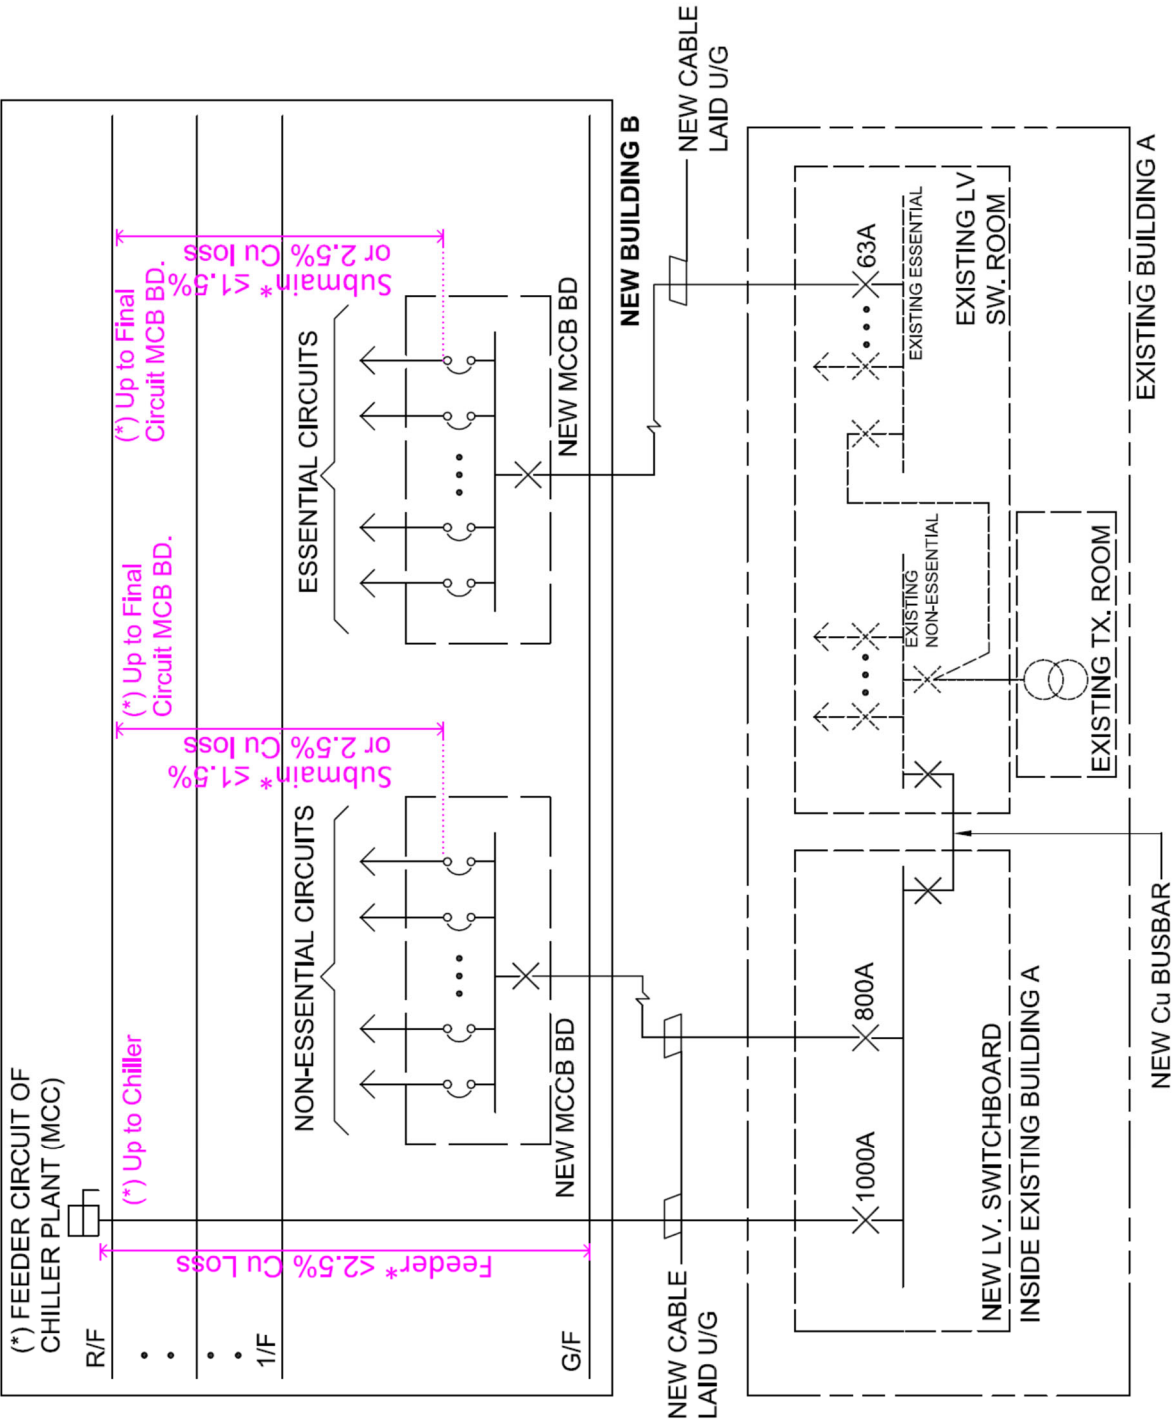 (*) FEEDER CIRCUIT OF
CHILLER PLANT (MCC)
R/F
1/F
G/F
(*) Up to Chiller
Feeder* ≤2.5% Cu Loss
NON-ESSENTIAL CIRCUITS
NEW MCCB BD
(*) Up to Final
Circuit MCB BD.
Submain* ≤1.5%
or 2.5% Cu loss
ESSENTIAL CIRCUITS
NEW MCCB BD
(*) Up to Final
Circuit MCB BD.
Submain* ≤1.5%
or 2.5% Cu loss
NEW BUILDING B
NEW CABLE
LAID U/G
NEW CABLE
LAID U/G
1000A
800A
63A
NEW LV. SWITCHBOARD
INSIDE EXISTING BUILDING A
EXISTING
NON-ESSENTIAL
EXISTING ESSENTIAL
EXISTING LV
SW. ROOM
EXISTING TX. ROOM
EXISTING BUILDING A
NEW Cu BUSBAR